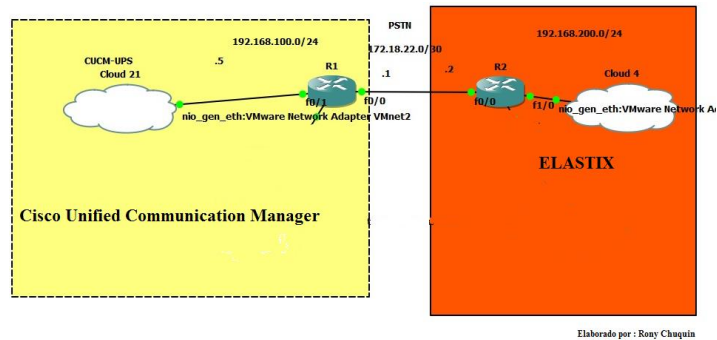 PSTN
192.168.100.0/24
192.168.200.0/24
172.18.22.0/30
CUCM-UPS
Cloud 21
.5
R1
.1
.2
R2
Cloud 4
f0/1
f0/0
f0/0
f1/0
nio_gen_eth:VMware Network Adapter VMnet2
nio_gen_eth:VMware Network Ad
ELASTIX
Cisco Unified Communication Manager
Elaborado por : Rony Chuquin